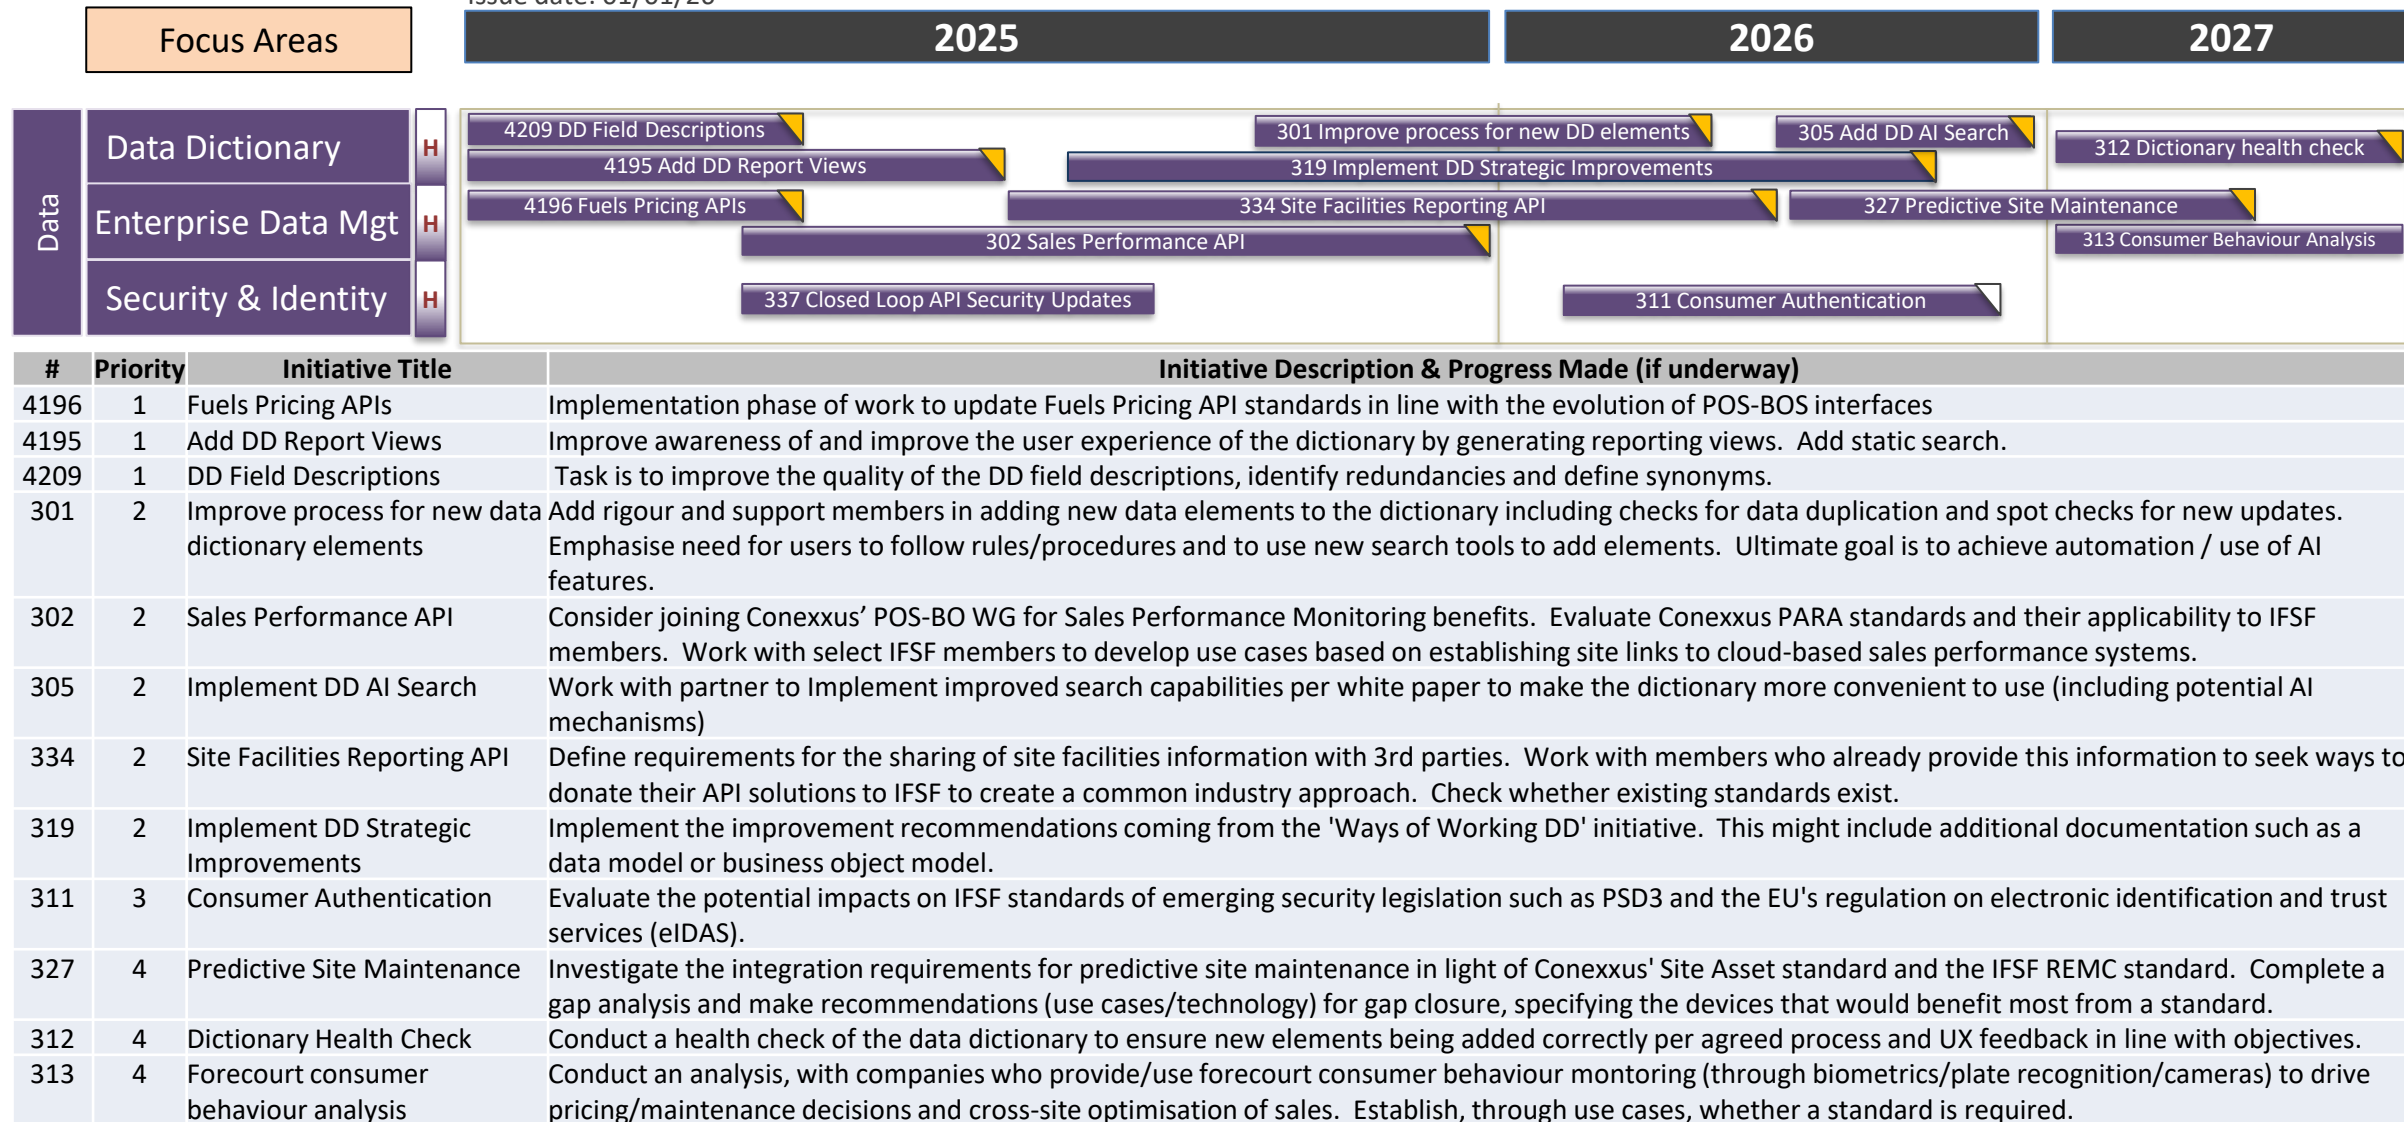 Issue date: 01/01/26
Focus Areas
2025
2026
2027
Data
Data Dictionary
H
4209 DD Field Descriptions
301 Improve process for new DD elements
305 Add DD AI Search
312 Dictionary health check
4195 Add DD Report Views
319 Implement DD Strategic Improvements
Enterprise Data Mgt
H
4196 Fuels Pricing APIs
334 Site Facilities Reporting API
327 Predictive Site Maintenance
302 Sales Performance API
313 Consumer Behaviour Analysis
Security & Identity
H
337 Closed Loop API Security Updates
311 Consumer Authentication
# Priority Initiative Title Initiative Description & Progress Made (if underway)
4196 1 Fuels Pricing APIs Implementation phase of work to update Fuels Pricing API standards in line with the evolution of POS-BOS interfaces
4195 1 Add DD Report Views Improve awareness of and improve the user experience of the dictionary by generating reporting views. Add static search.
4209 1 DD Field Descriptions Task is to improve the quality of the DD field descriptions, identify redundancies and define synonyms.
301 2 Improve process for new data Add rigour and support members in adding new data elements to the dictionary including checks for data duplication and spot checks for new updates.
dictionary elements Emphasise need for users to follow rules/procedures and to use new search tools to add elements. Ultimate goal is to achieve automation / use of AI
features.
302 2 Sales Performance API Consider joining Conexxus’ POS-BO WG for Sales Performance Monitoring benefits. Evaluate Conexxus PARA standards and their applicability to IFSF
members. Work with select IFSF members to develop use cases based on establishing site links to cloud-based sales performance systems.
305 2 Implement DD AI Search Work with partner to Implement improved search capabilities per white paper to make the dictionary more convenient to use (including potential AI
mechanisms)
334 2 Site Facilities Reporting API Define requirements for the sharing of site facilities information with 3rd parties. Work with members who already provide this information to seek ways to
donate their API solutions to IFSF to create a common industry approach. Check whether existing standards exist.
319 2 Implement DD Strategic Implement the improvement recommendations coming from the 'Ways of Working DD' initiative. This might include additional documentation such as a
Improvements data model or business object model.
311 3 Consumer Authentication Evaluate the potential impacts on IFSF standards of emerging security legislation such as PSD3 and the EU's regulation on electronic identification and trust
services (eIDAS).
327 4 Predictive Site Maintenance Investigate the integration requirements for predictive site maintenance in light of Conexxus' Site Asset standard and the IFSF REMC standard. Complete a
gap analysis and make recommendations (use cases/technology) for gap closure, specifying the devices that would benefit most from a standard.
312 4 Dictionary Health Check Conduct a health check of the data dictionary to ensure new elements being added correctly per agreed process and UX feedback in line with objectives.
313 4 Forecourt consumer Conduct an analysis, with companies who provide/use forecourt consumer behaviour montoring (through biometrics/plate recognition/cameras) to drive
behaviour analysis pricing/maintenance decisions and cross-site optimisation of sales. Establish, through use cases, whether a standard is required.